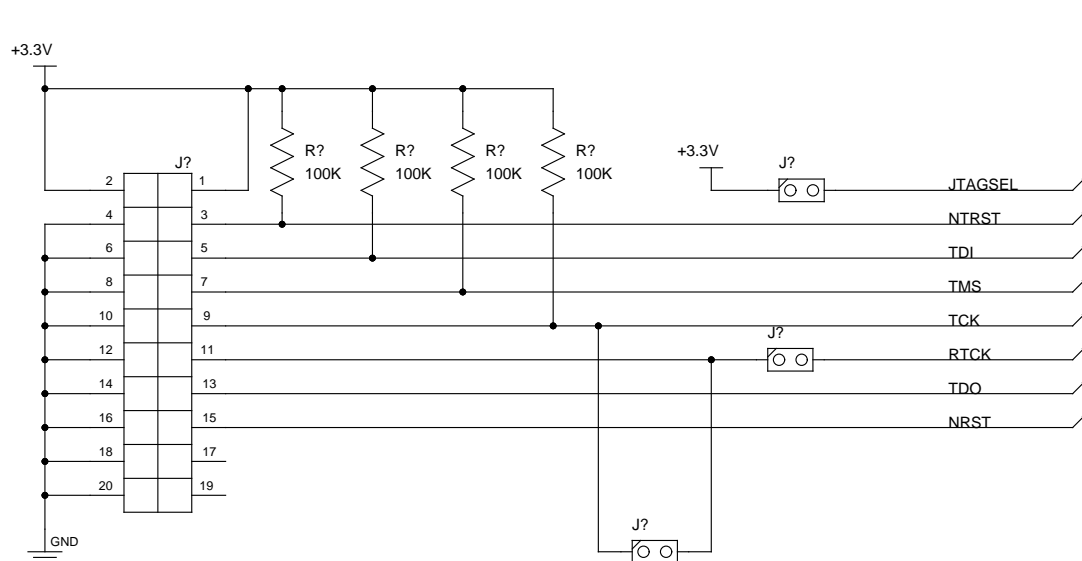 +3.3V
J?
R?
100K
R?
100K
R?
100K
R?
100K
+3.3V
J?
2 1 JTAGSEL
4 3 NTRST
6 5 TDI
8 7 TMS
10 9 TCK
J?
12 11 RTCK
14 13 TDO
16 15 NRST
18 17
20 19
J?
GND